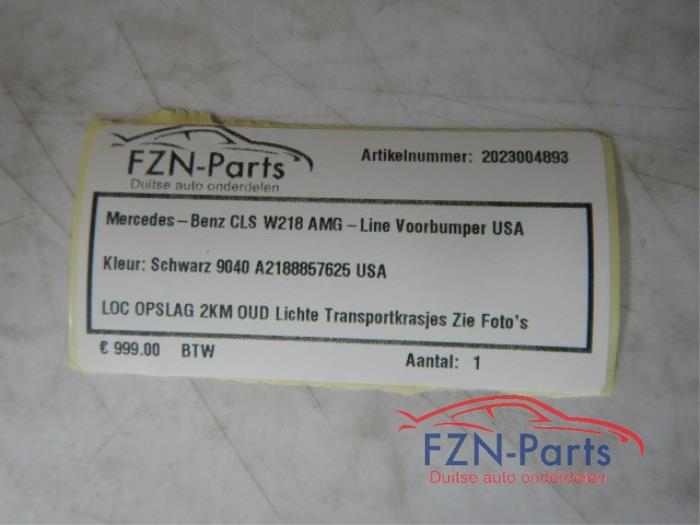 FZN-Parts
Duitse auto onderdelen
Artikelnummer: 2023004893
Mercedes-Benz CLS W218 AMG-Line Voorbumper USA
Kleur: Schwarz 9040 A2188857625 USA
LOC OPSLAG 2KM OUD Lichte Transportkrasjes Zie Foto's
€ 999.00 BTW
Aantal: 1
FZN-Parts
Duitse auto onderdelen